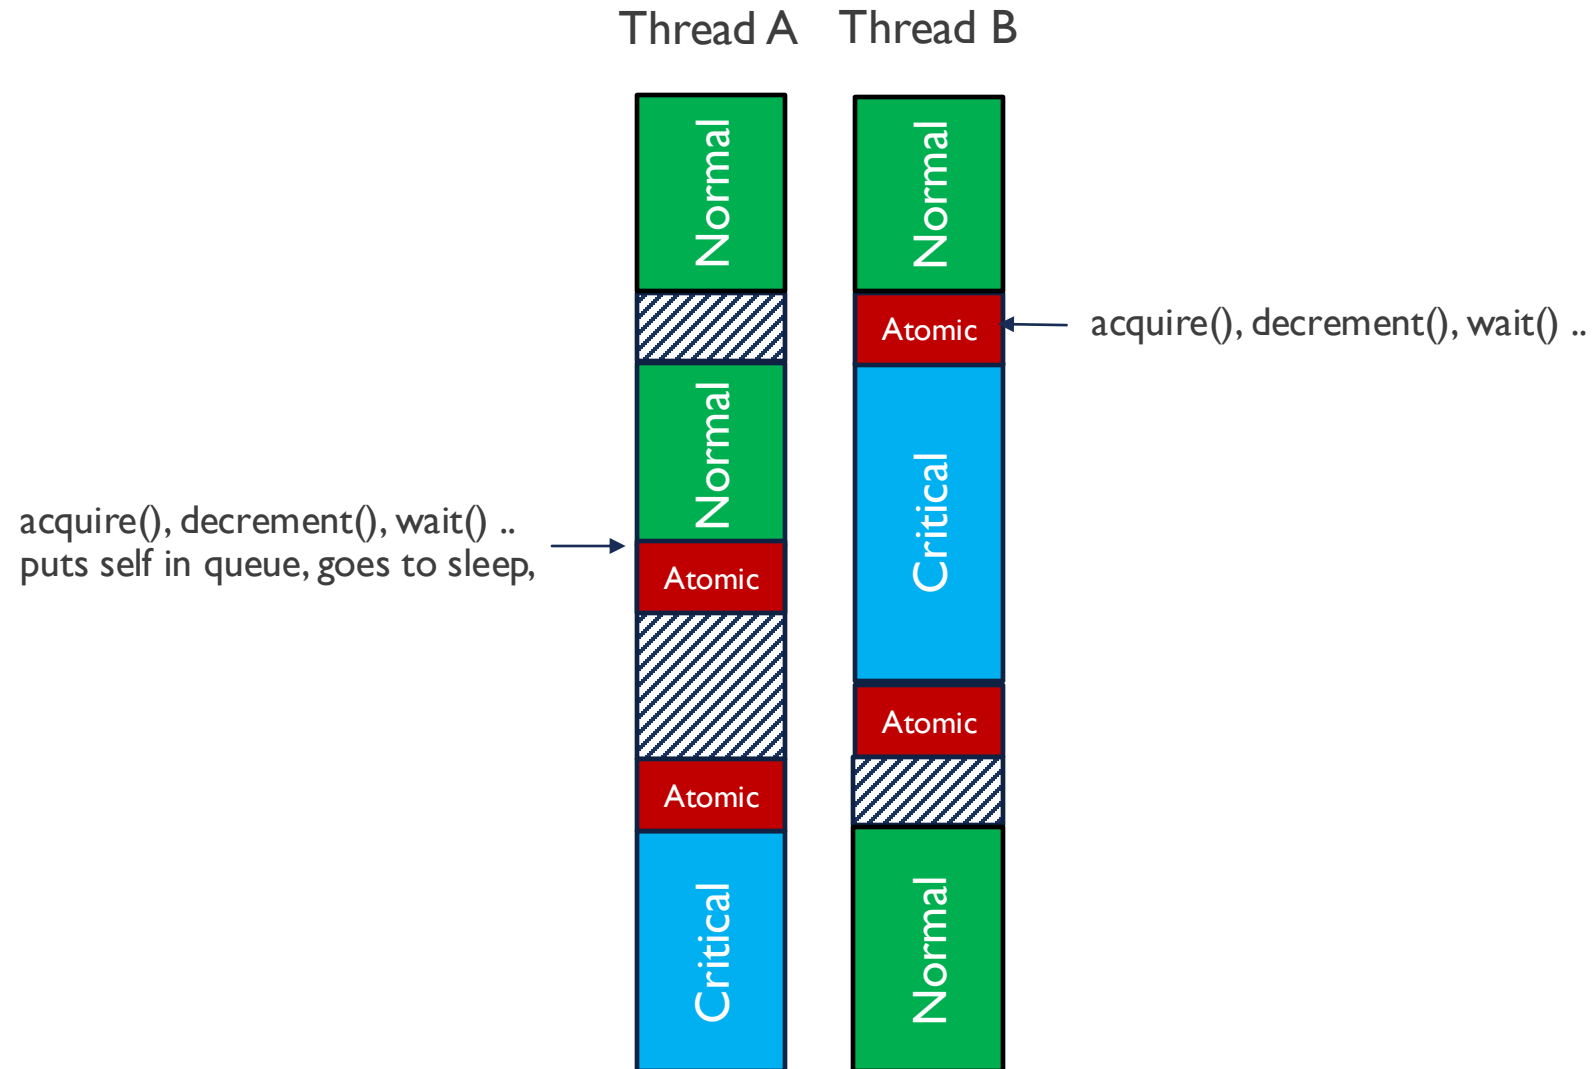 Thread A
Thread B
Normal
Normal
Atomic
acquire(), decrement(), wait() ..
Normal
Critical
acquire(), decrement(), wait() ..
puts self in queue, goes to sleep,
Atomic
Atomic
Atomic
Critical
Normal